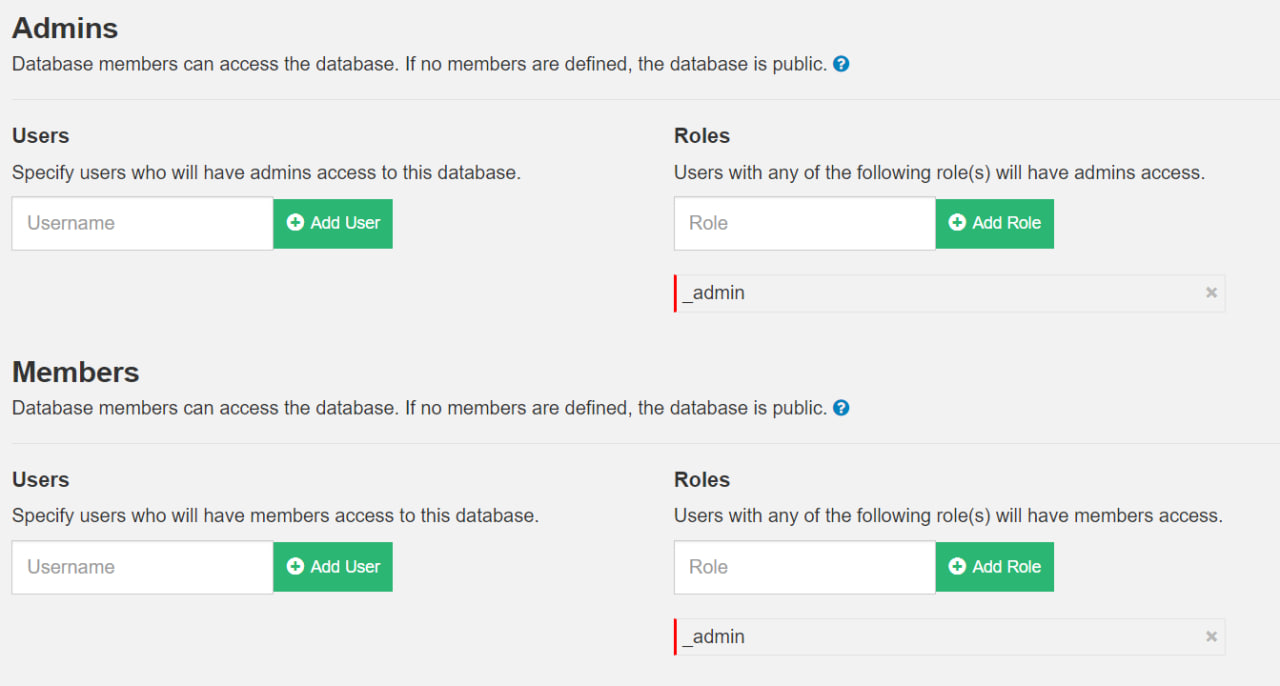 Admins
Database members can access the database. If no members are defined, the database is public. ?
Users
Specify users who will have admins access to this database.
Username
Add User
Roles
Users with any of the following role(s) will have admins access.
Role
Add Role
_admin
Members
Database members can access the database. If no members are defined, the database is public. ?
Users
Specify users who will have members access to this database.
Username
Add User
Roles
Users with any of the following role(s) will have members access.
Role
Add Role
_admin